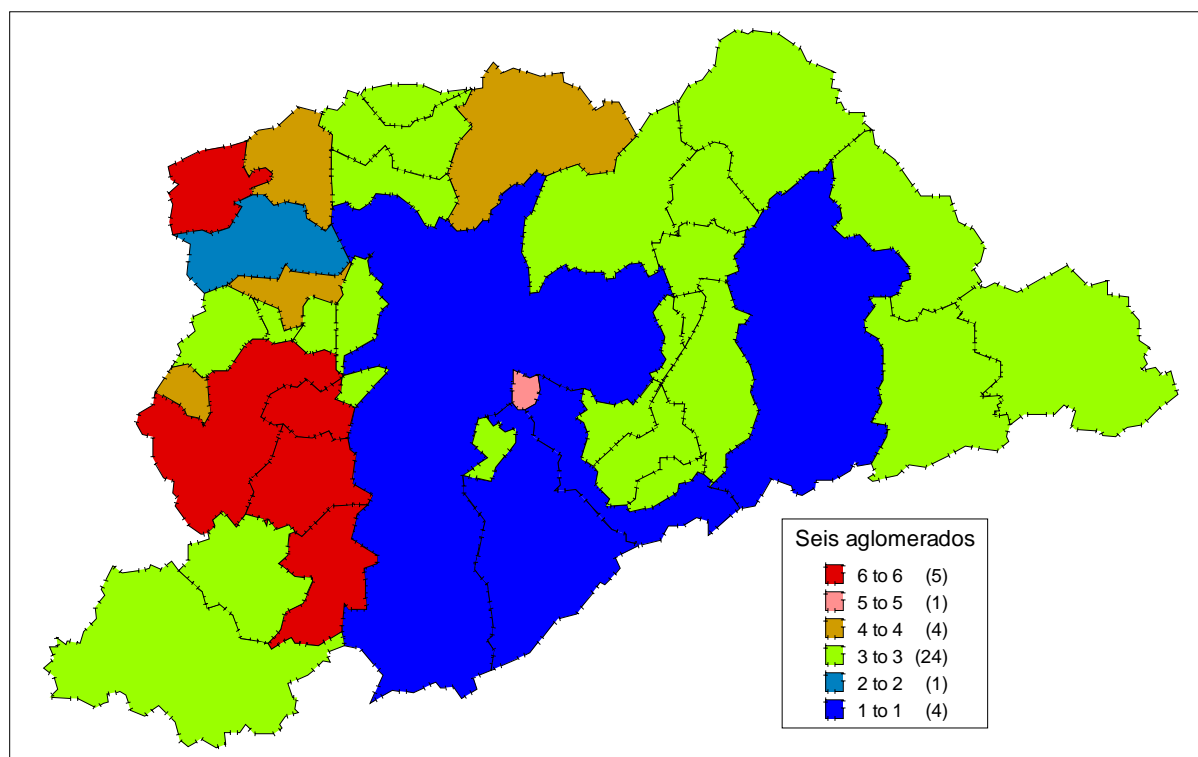 Seis aglomerados
6 to 6 (5)
5 to 5 (1)
4 to 4 (4)
3 to 3 (24)
2 to 2 (1)
1 to 1 (4)